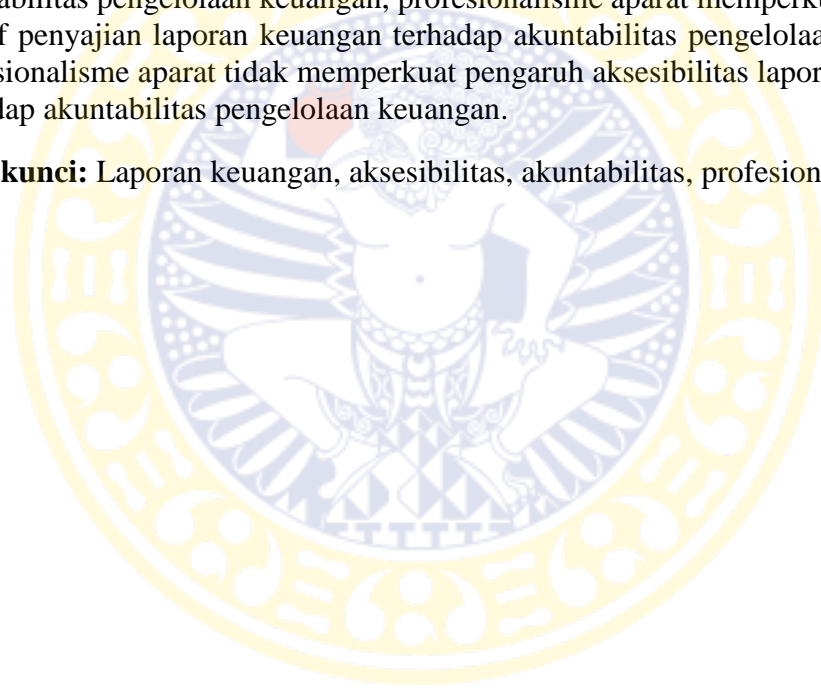 abilitas pengelolaan keuangan, profesionalisme aparat memperku
f penyajian laporan keuangan terhadap akuntabilitas pengelolaa
sionalisme aparat tidak memperkuat pengaruh aksesibilitas lapor
dap akuntabilitas pengelolaan keuangan.
kunci: Laporan keuangan, aksesibilitas, akuntabilitas, profesion